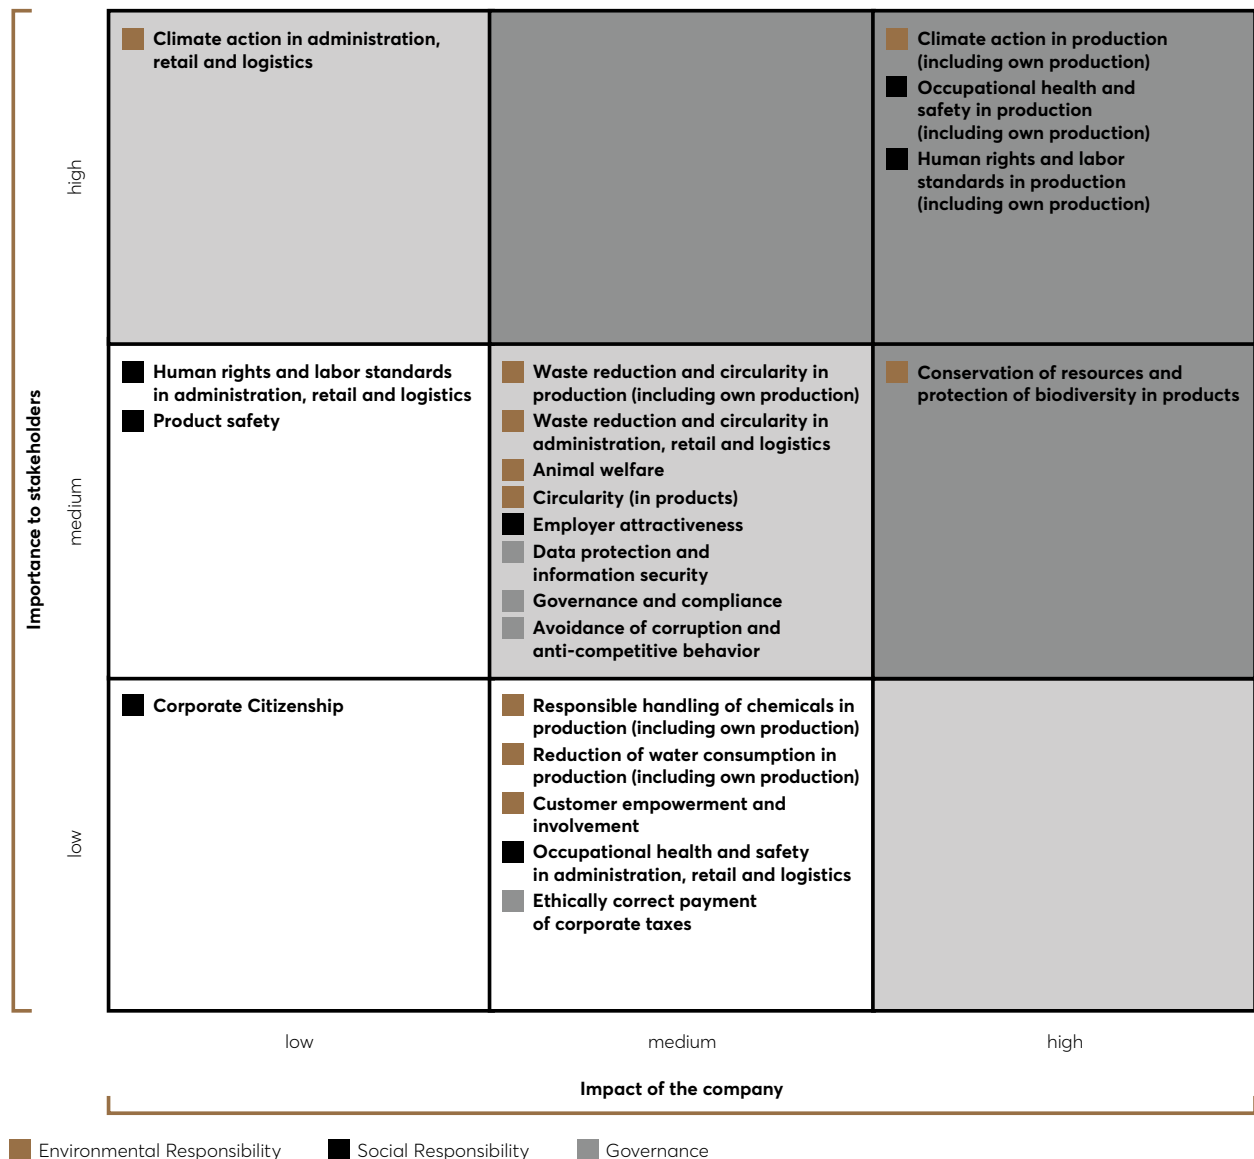 Importance to stakeholders
high
medium
low
Climate action in administration,
retail and logistics
Climate action in production
(including own production)
Occupational health and
safety in production
(including own production)
Human rights and labor
standards in production
(including own production)
Human rights and labor standards
in administration, retail and logistics
Product safety
Waste reduction and circularity in
production (including own production)
Waste reduction and circularity in
administration, retail and logistics
Animal welfare
Circularity (in products)
Employer attractiveness
Data protection and
information security
Governance and compliance
Avoidance of corruption and
anti-competitive behavior
Conservation of resources and
protection of biodiversity in products
Corporate Citizenship
Responsible handling of chemicals in
production (including own production)
Reduction of water consumption in
production (including own production)
Customer empowerment and
involvement
Occupational health and safety
in administration, retail and logistics
Ethically correct payment
of corporate taxes
low
medium
high
Impact of the company
Environmental Responsibility
Social Responsibility
Governance